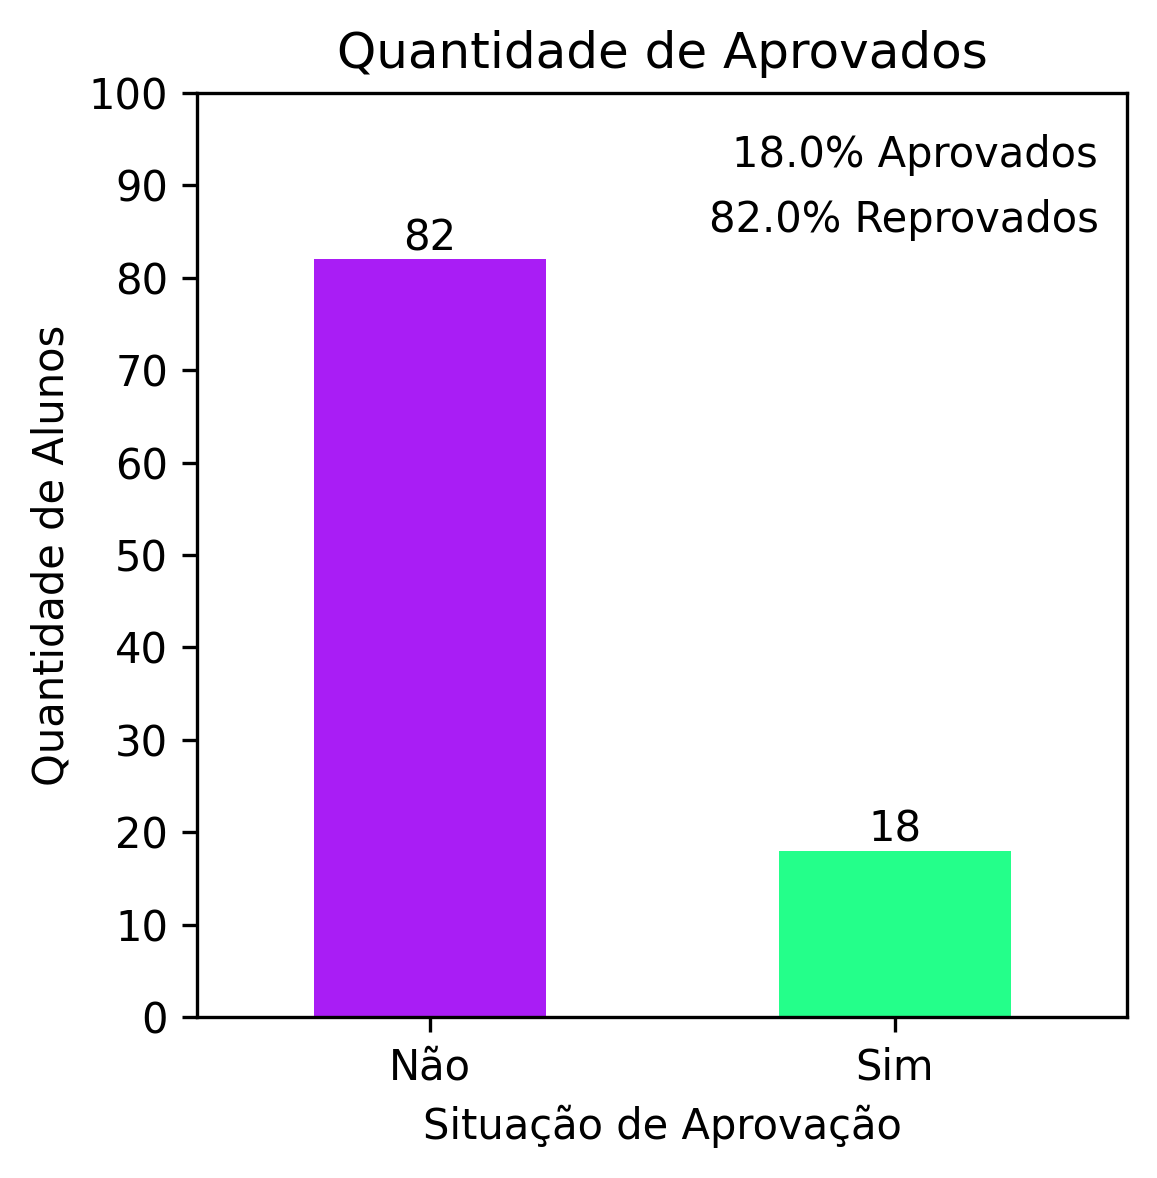 Quantidade de Aprovados
18.0% Aprovados
82.0% Reprovados
Quantidade de Alunos
100
90
80
70
60
50
40
30
20
10
0
82
18
Não
Sim
Situação de Aprovação